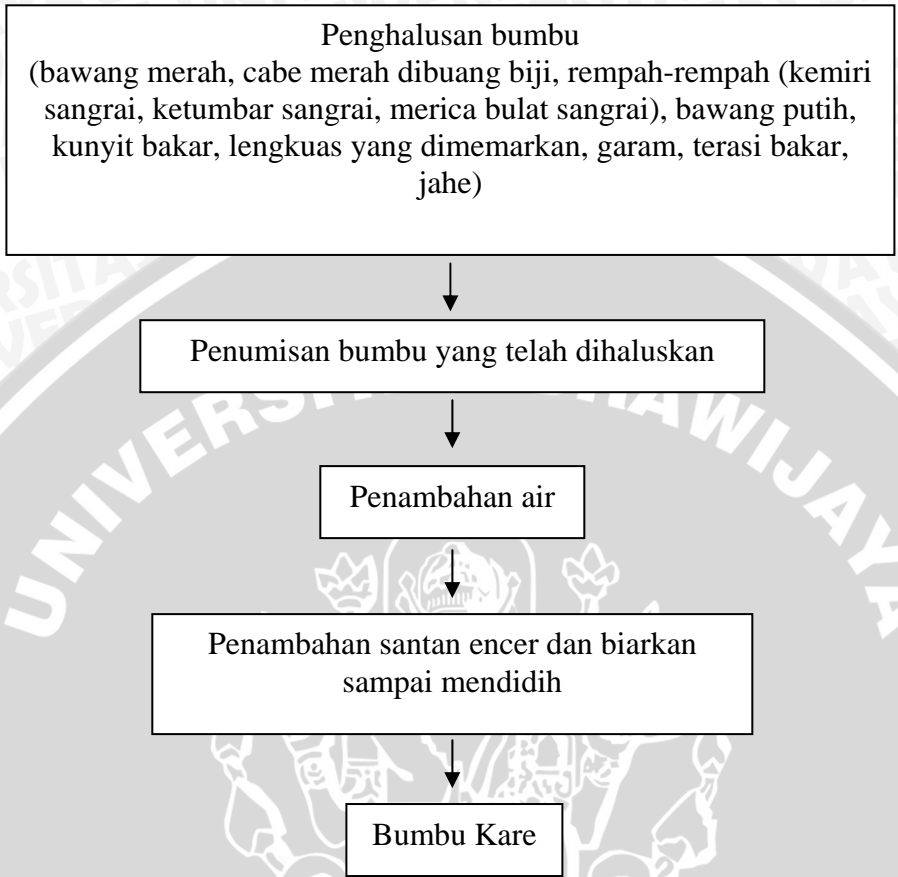 Penghalusan bumbu
(bawang merah, cabe merah dibuang biji, rempah-rempah (kemiri
sangrai, ketumbar sangrai, merica bulat sangrai), bawang putih,
kunyit bakar, lengkuas yang dimemarkan, garam, terasi bakar,
jahe)
Penumisan bumbu yang telah dihaluskan
Penambahan air
Penambahan santan encer dan biarkan
sampai mendidih
Bumbu Kare